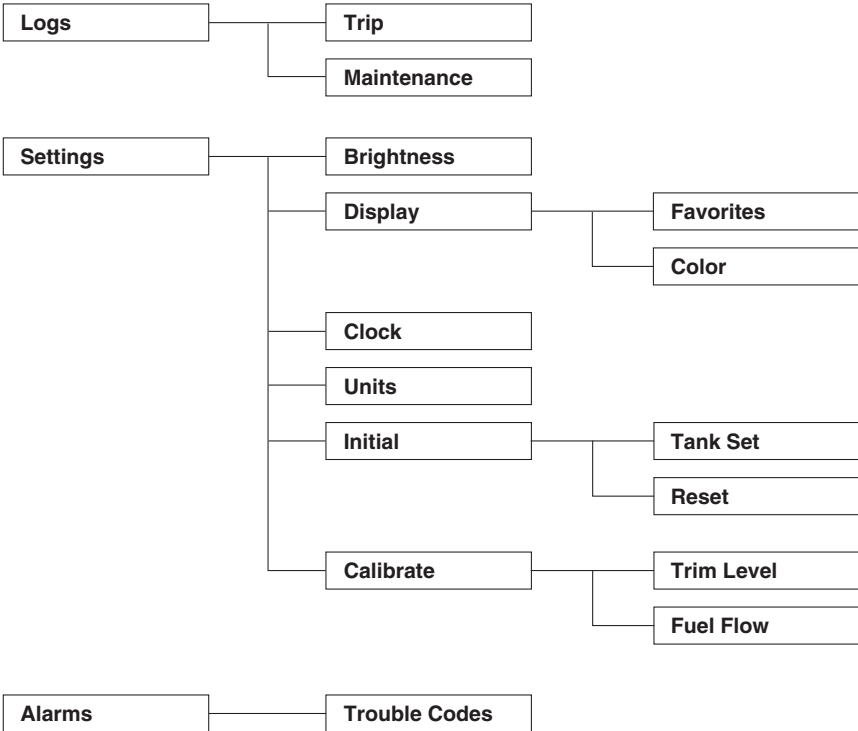 Logs
Trip
Maintenance
Settings
Brightness
Display
Favorites
Color
Clock
Units
Initial
Tank Set
Reset
Calibrate
Trim Level
Fuel Flow
Alarms
Trouble Codes